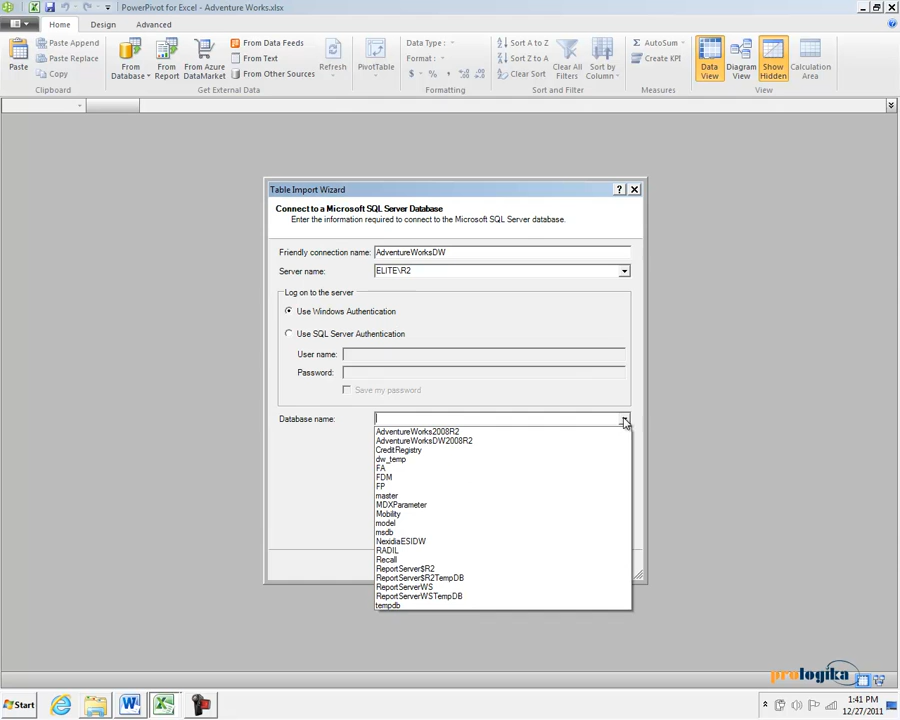 PowerPivot for Excel - Adventure Works.xlsx
Home
Design
Advanced
Paste
Paste Append
Paste Replace
Copy
Clipboard
From Database
From Report
From Azure DataMarket
From Data Feeds
From Text
From Other Sources
Get External Data
Refresh
PivotTable
Data Type :
Format :
$ % ,
Formatting
Sort A to Z
Sort Z to A
Clear Sort
Clear All Filters
Sort by Column
Sort and Filter
AutoSum
Create KPI
Measures
Data View
Diagram View
Show Hidden
Calculation Area
View
Table Import Wizard
Connect to a Microsoft SQL Server Database
Enter the information required to connect to the Microsoft SQL Server database.
Friendly connection name: AdventureWorksDW
Server name: ELITE\R2
Log on to the server
Use Windows Authentication
Use SQL Server Authentication
User name:
Password:
Save my password
Database name:
AdventureWorks2008R2
AdventureWorksDW2008R2
CreditRegistry
dw_temp
FA
FDM
FP
master
MDXParameter
Mobility
model
msdb
NexidiaESIDW
RADIL
Recall
ReportServer$R2
ReportServer$R2TempDB
ReportServerWS
ReportServerWSTempDB
tempdb
prologika
Start
1:41 PM
12/27/2011